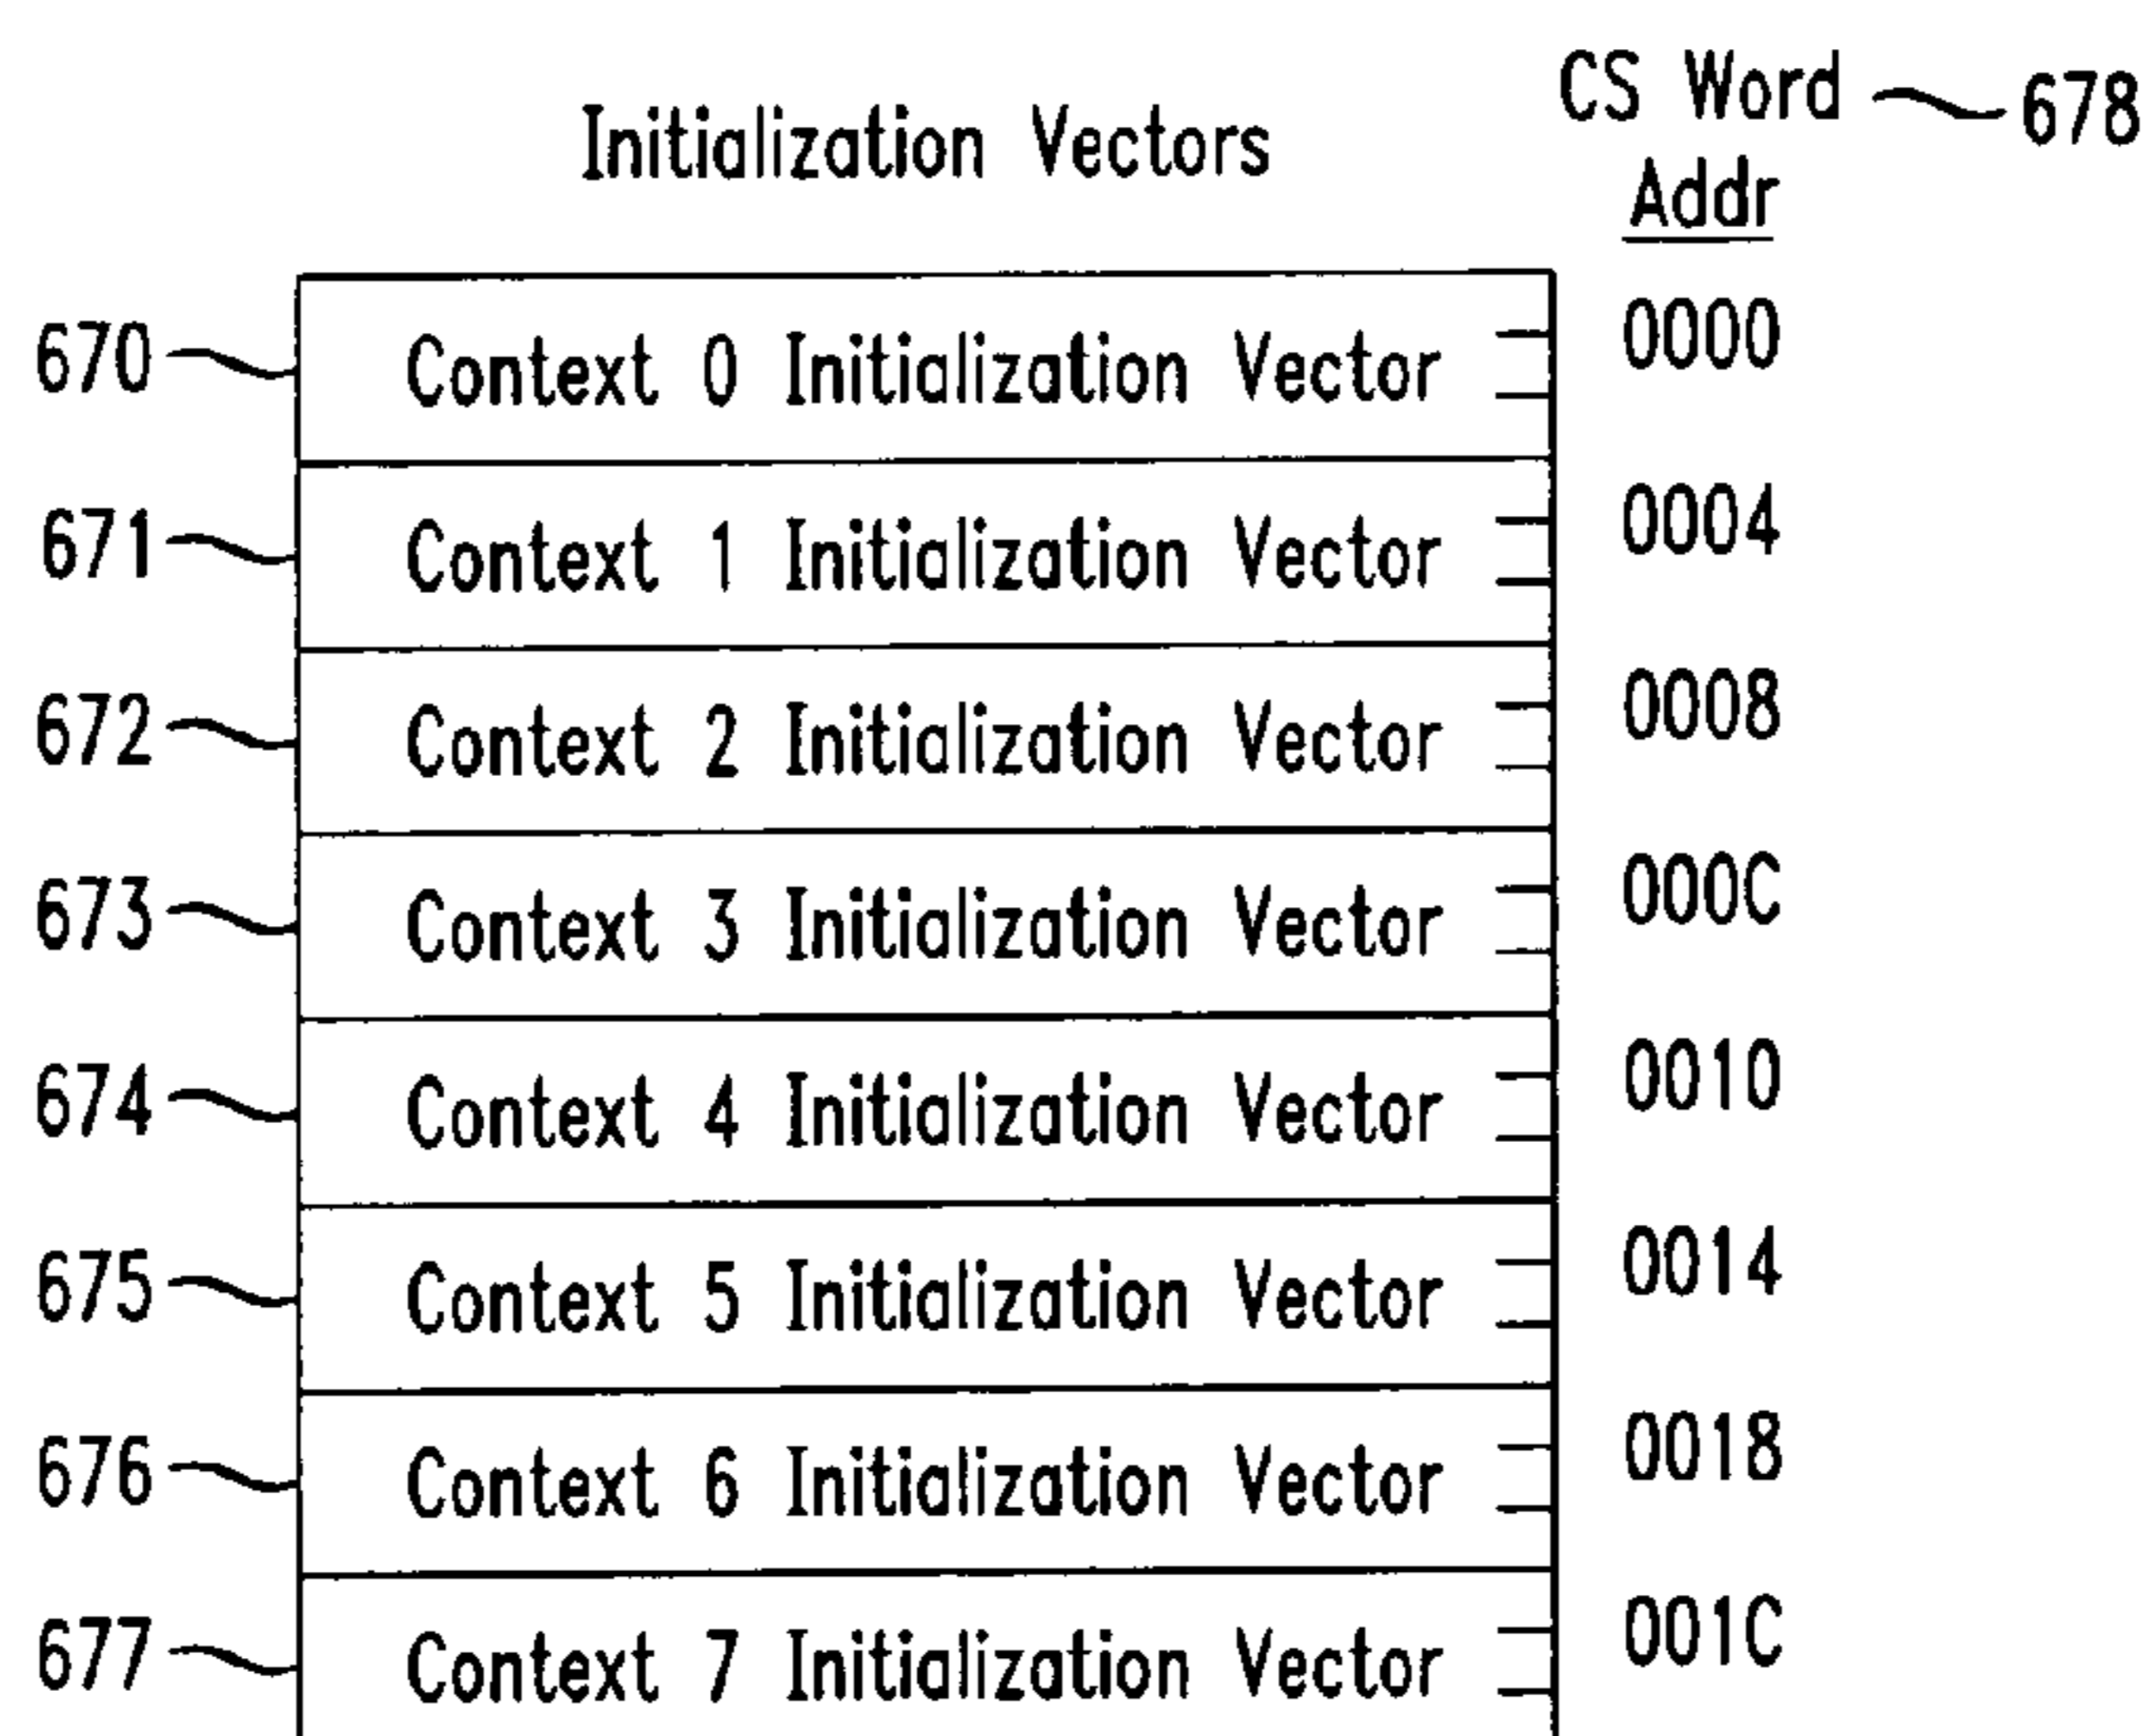 CS Word 678
Initialization Vectors
Addr
670 Context 0 Initialization Vector 0000
671 Context 1 Initialization Vector 0004
672 Context 2 Initialization Vector 0008
673 Context 3 Initialization Vector 000C
674 Context 4 Initialization Vector 0010
675 Context 5 Initialization Vector 0014
676 Context 6 Initialization Vector 0018
677 Context 7 Initialization Vector 001C